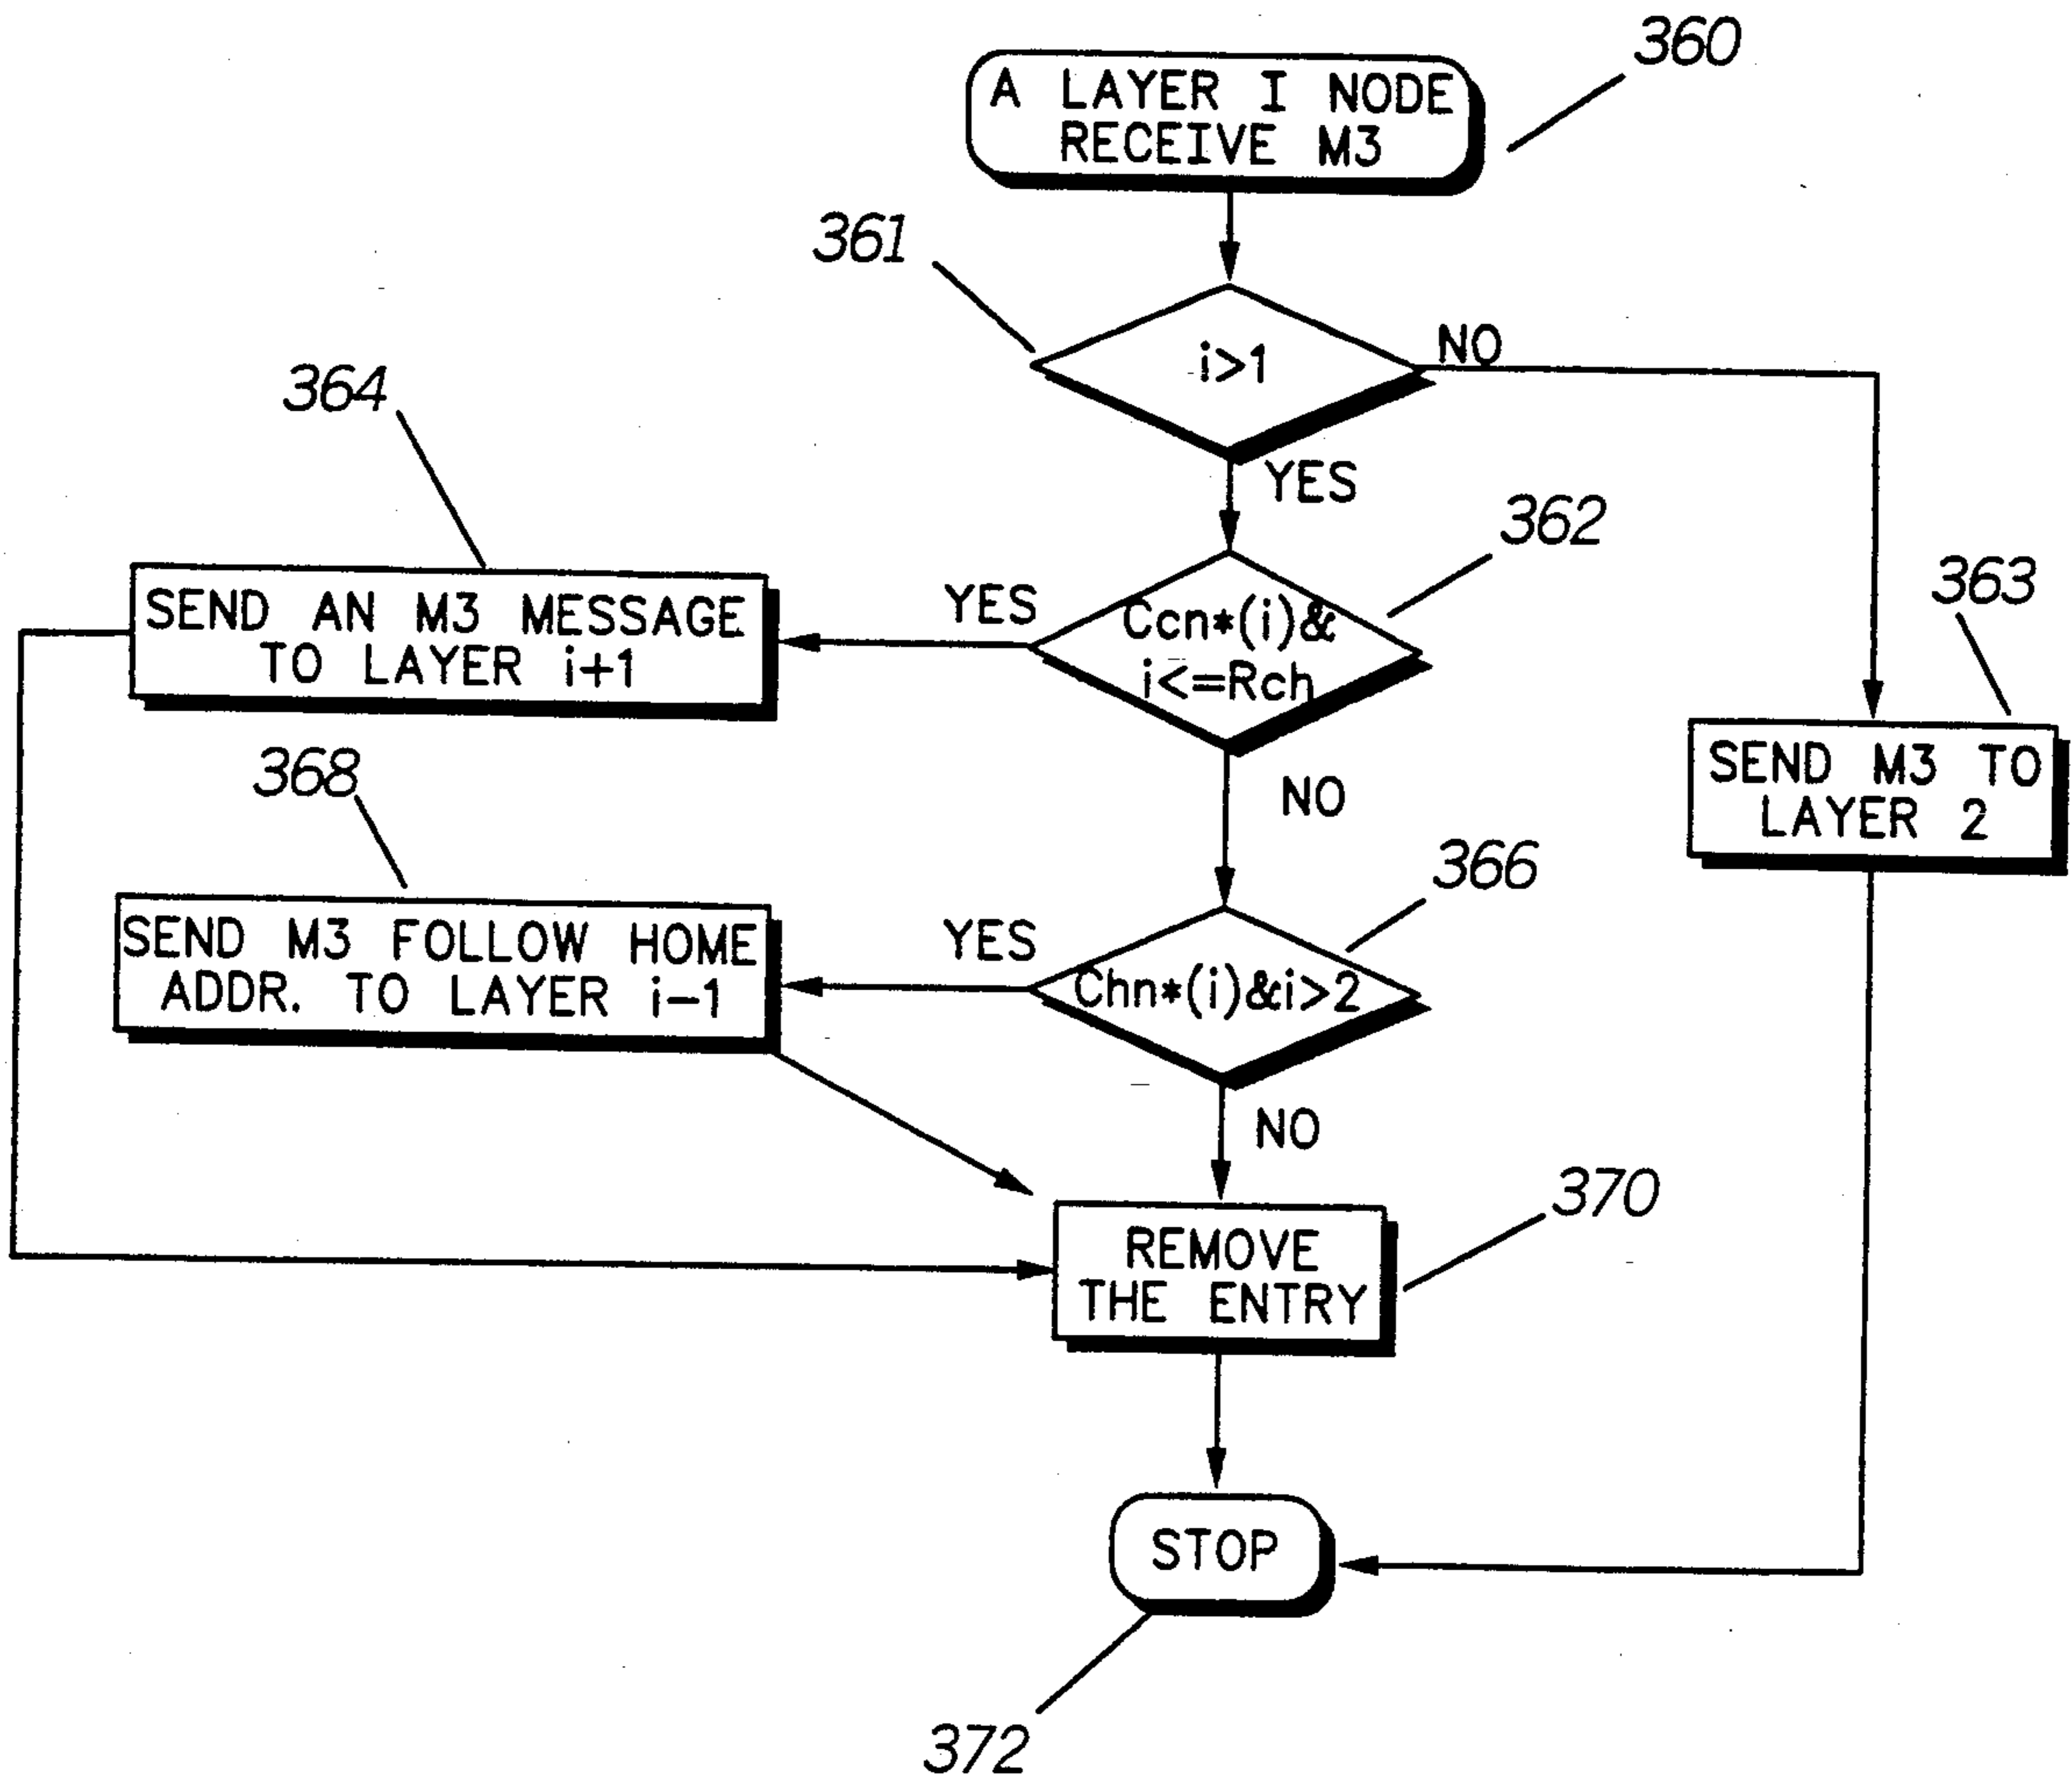 360
A LAYER I NODE
RECEIVE M3
361
i>1
NO
YES
364
362
363
SEND AN M3 MESSAGE
TO LAYER i+1
YES
Ccn*(i)&
i<=Rch
SEND M3 TO
LAYER 2
NO
368
366
SEND M3 FOLLOW HOME
ADDR. TO LAYER i-1
YES
Chn*(i)&i>2
NO
370
REMOVE
THE ENTRY
STOP
372